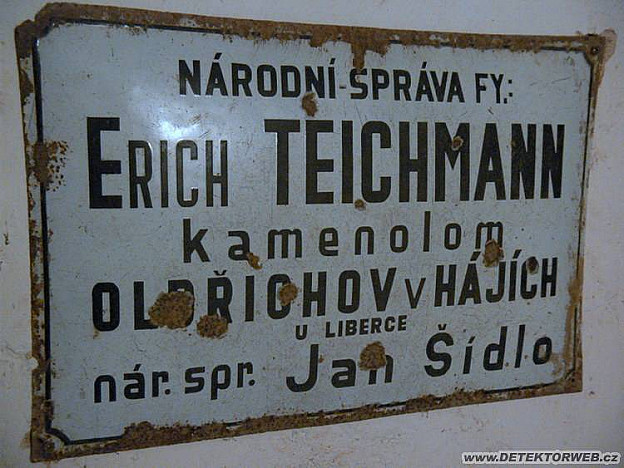 NÁRODNÍ SPRÁVA FY.:
ERICH TEICHMANN
kamenolom
OLDŘICHOV V HÁJÍCH
U LIBERCE
nár. spr. Jan Šídlo
www.DETEKTORWEB.cz